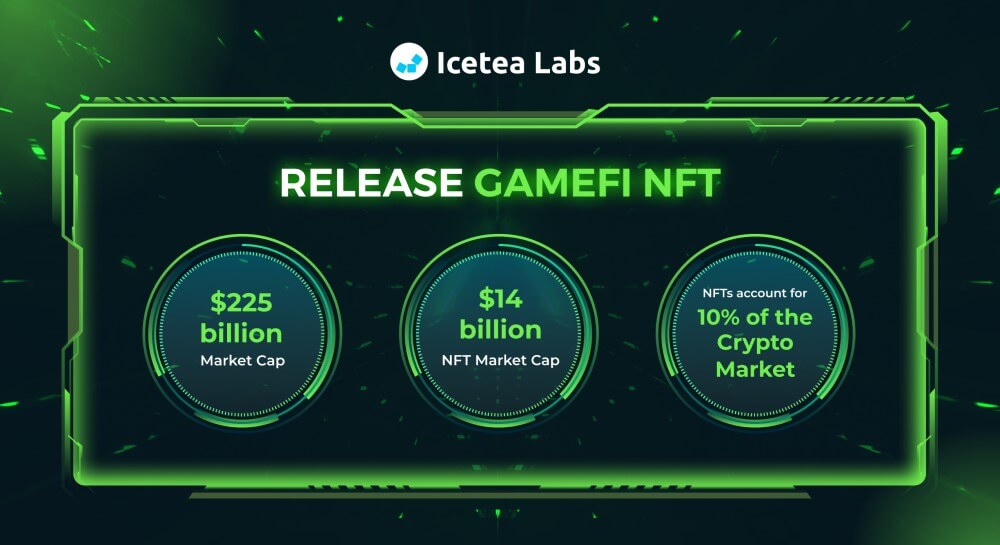 Icetea Labs
RELEASE GAMEFI NFT
$225
billion
Market Cap
$14
billion
NFT Market Cap
NFTs account for
10% of the
Crypto
Market